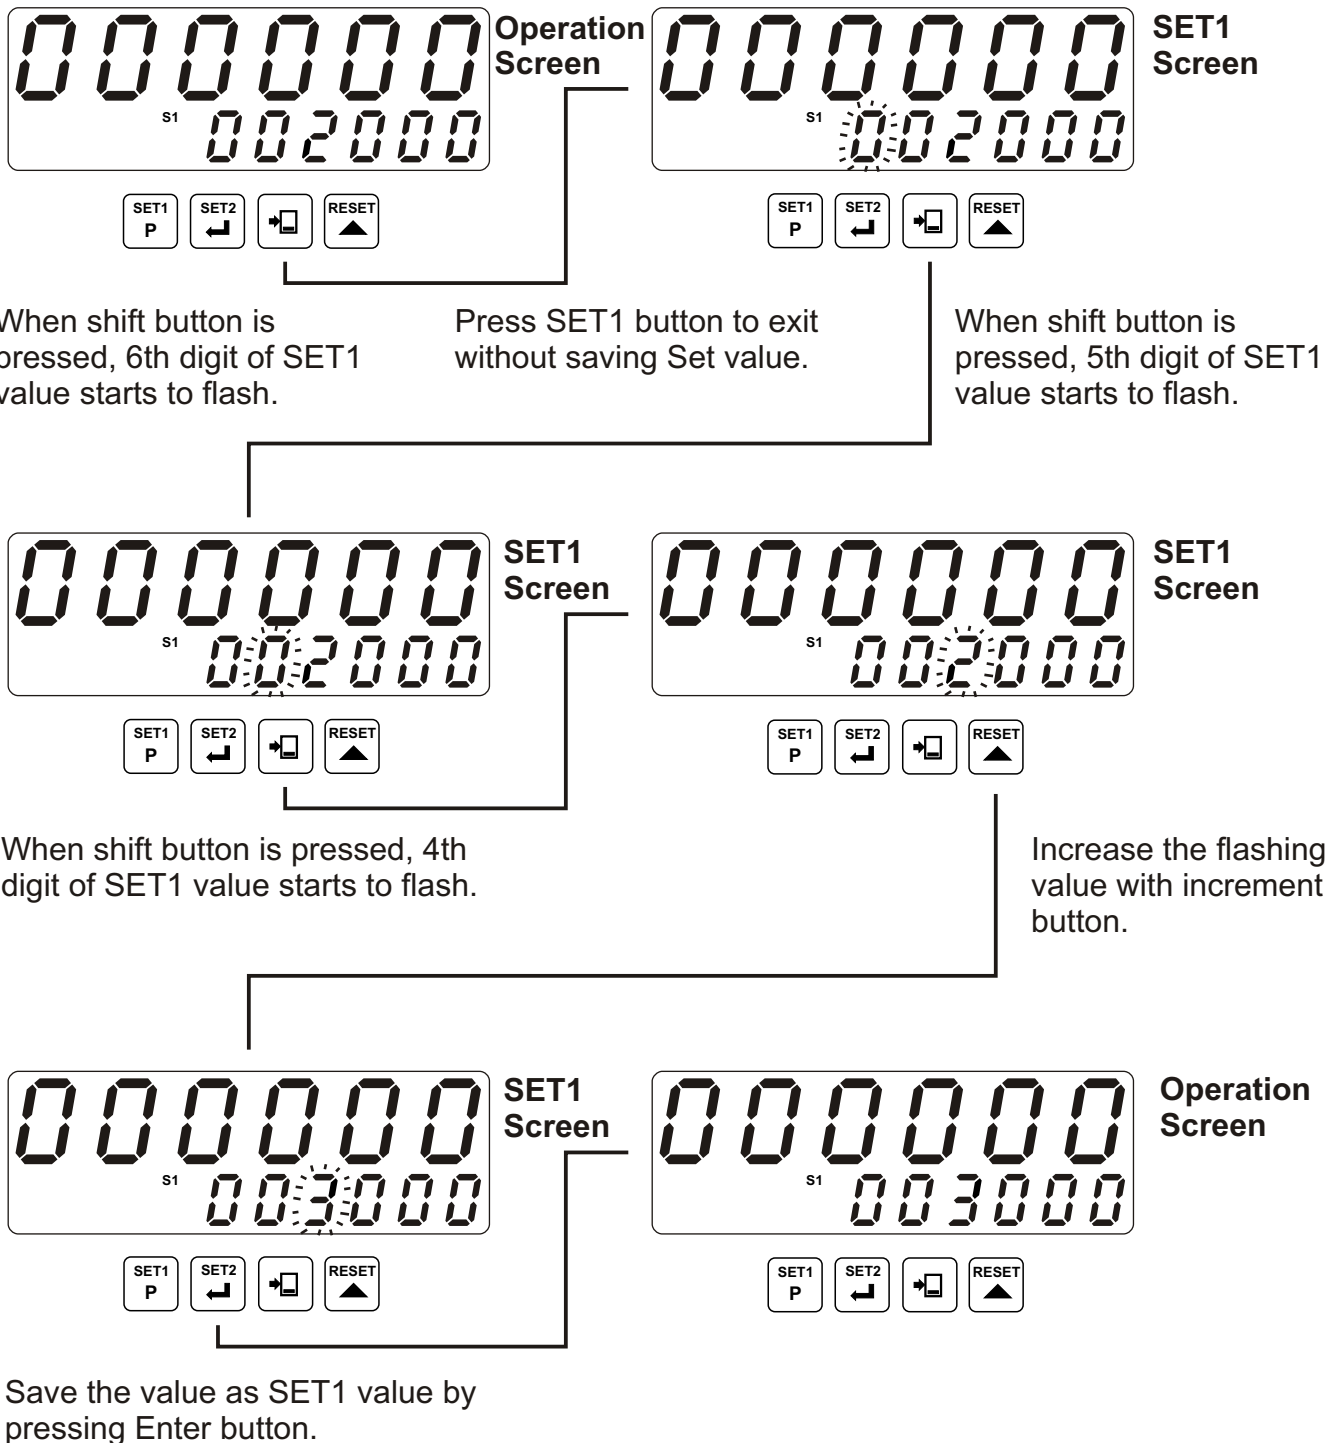 000000
Operation
Screen
S1 002000
SET1 P SET2 RESET
000000
SET1
Screen
S1 002000
SET1 P SET2 RESET
When shift button is
pressed, 6th digit of SET1
value starts to flash.
Press SET1 button to exit
without saving Set value.
When shift button is
pressed, 5th digit of SET1
value starts to flash.
000000
SET1
Screen
S1 002000
SET1 P SET2 RESET
000000
SET1
Screen
S1 002000
SET1 P SET2 RESET
When shift button is pressed, 4th
digit of SET1 value starts to flash.
Increase the flashing
value with increment
button.
000000
SET1
Screen
S1 003000
SET1 P SET2 RESET
000000
Operation
Screen
S1 003000
SET1 P SET2 RESET
Save the value as SET1 value by
pressing Enter button.